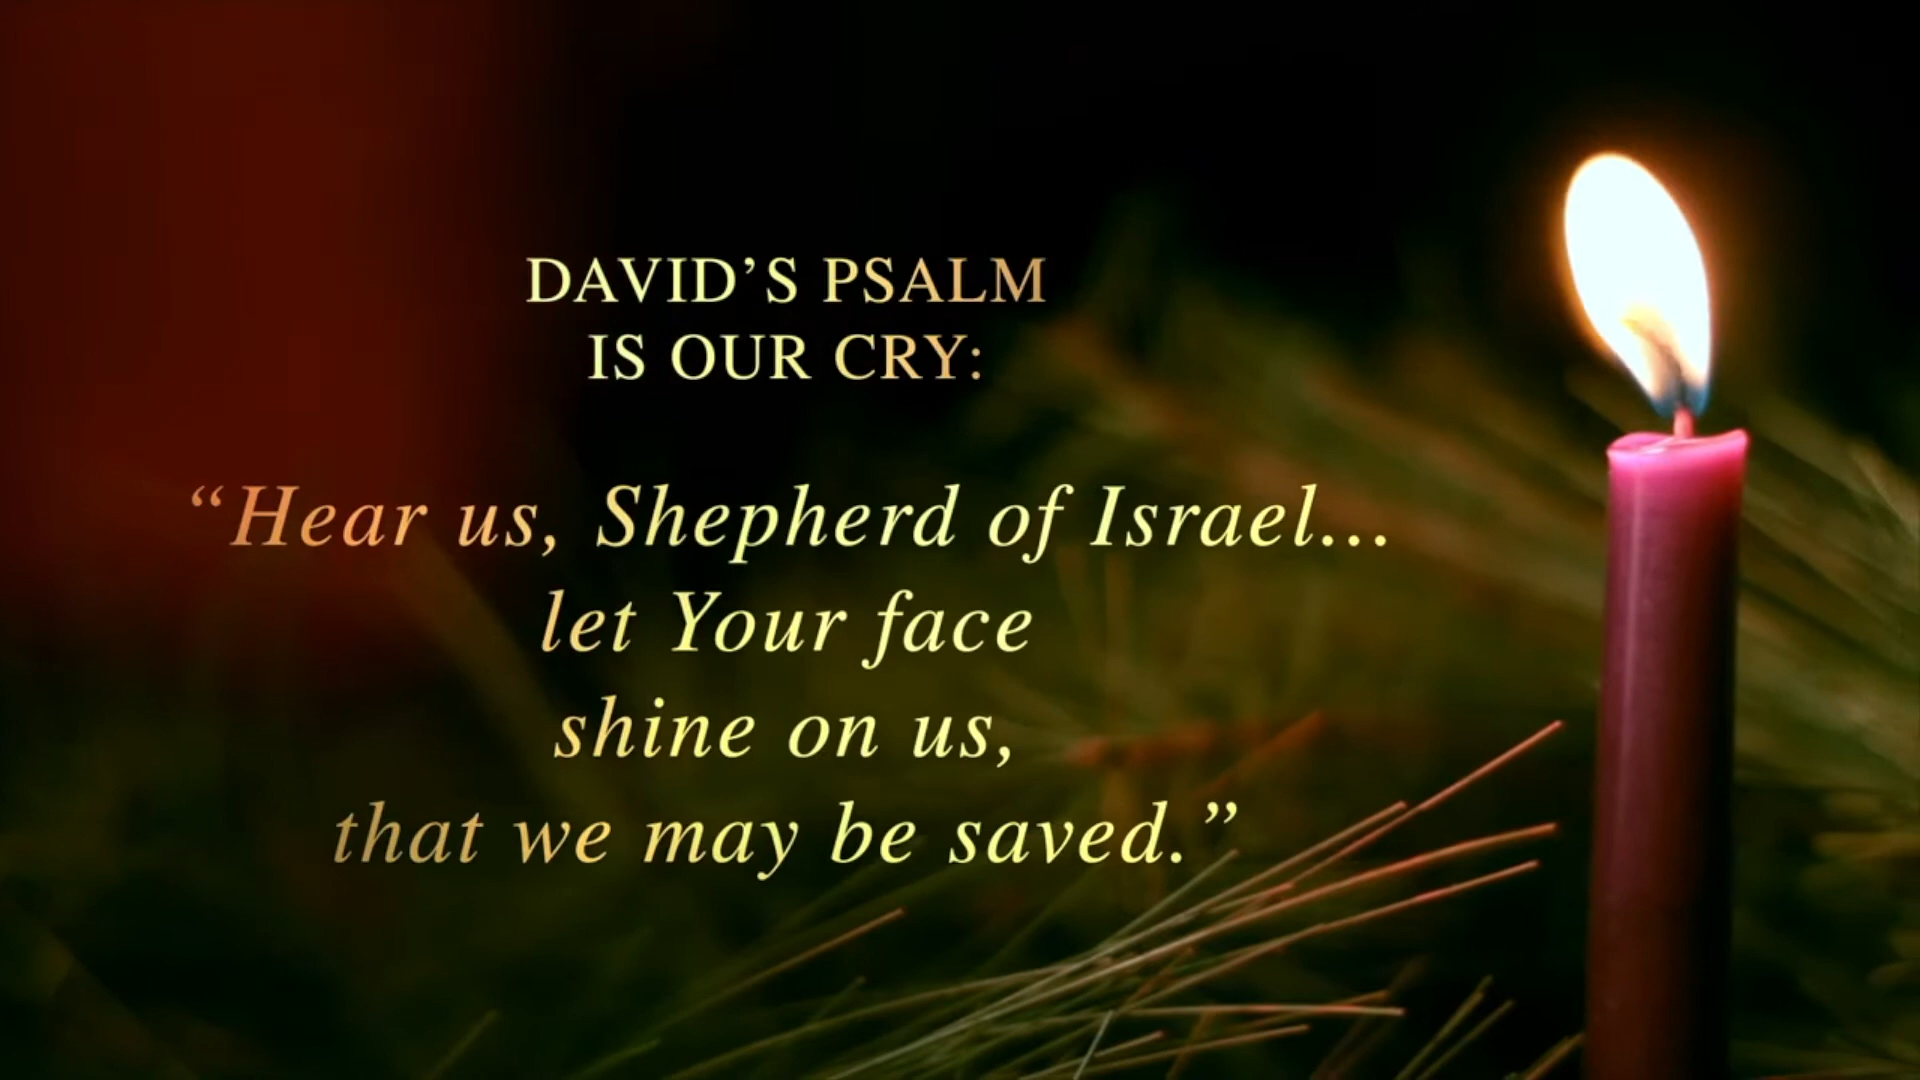 DAVID’S PSALM
IS OUR CRY:
“Hear us, Shepherd of Israel...
let Your face
shine on us,
that we may be saved.”